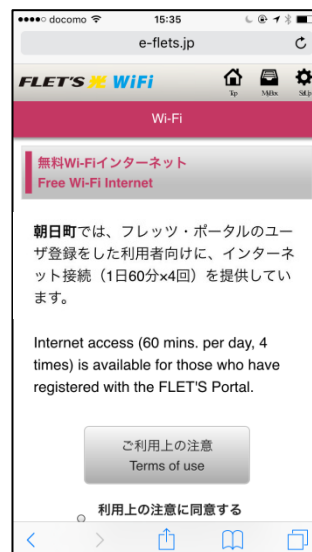 docomo 15:35
e-flets.jp
FLET'S 光 WiFi
Top MyBox SetUp
Wi-Fi
無料Wi-Fiインターネット
Free Wi-Fi Internet
朝日町では、フレッツ・ポータルのユー
ザ登録をした利用者向けに、インターネ
ット接続（1日60分×4回）を提供してい
ます。
Internet access (60 mins. per day, 4
times) is available for those who have
registered with the FLET'S Portal.
ご利用上の注意
Terms of use
利用上の注意に同意する